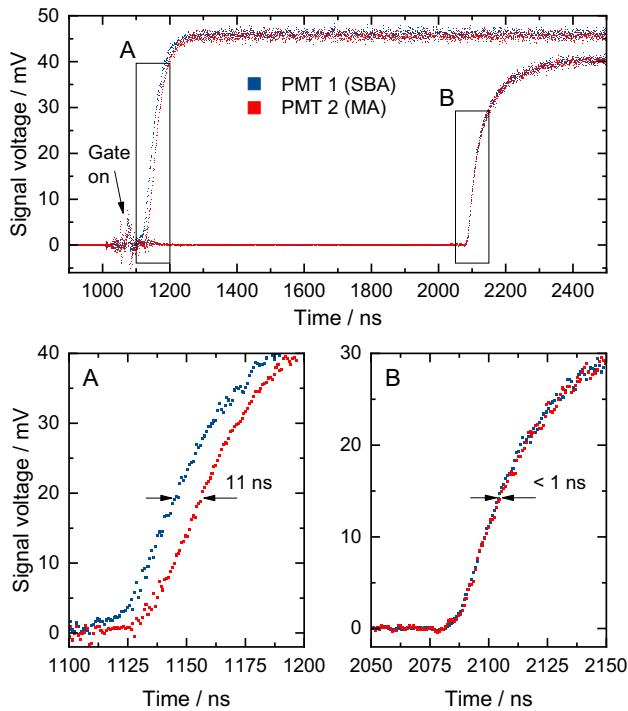 50
40
30
20
10
0
Signal voltage / mV
A
B
PMT 1 (SBA)
PMT 2 (MA)
Gate
on
1000 1200 1400 1600 1800 2000 2200 2400
Time / ns
40
30
20
10
0
Signal voltage / mV
A
11 ns
1100 1125 1150 1175 1200
Time / ns
30
20
10
0
B
< 1 ns
2050 2075 2100 2125 2150
Time / ns